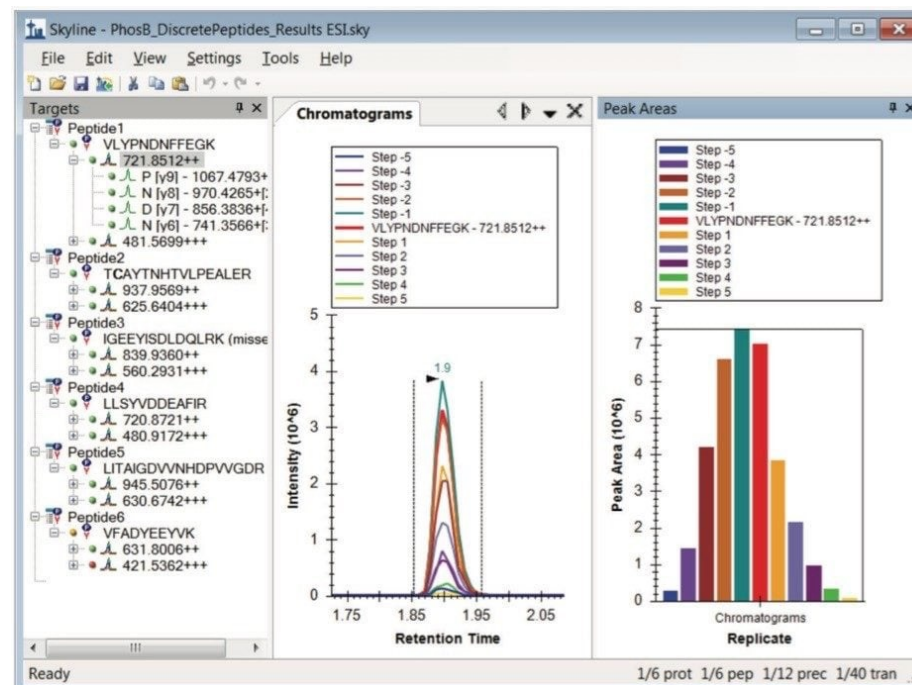 Skyline - PhosB_DiscretePeptides_Results ESI.sky
File Edit View Settings Tools Help
Targets
Peptide1
VLYPNDNFFEGK
721.8512++
P [y9] - 1067.4793+
N [y8] - 970.4265+[
D [y7] - 856.3836+[
N [y6] - 741.3566+[
481.5699+++
Peptide2
TCAYTNHTVLPEALER
937.9569++
625.6404+++
Peptide3
IGEEYISDLDQLRK (misse
839.9360++
560.2931+++
Peptide4
LLSYVDDEAFIR
720.8721++
480.9172+++
Peptide5
LITAIGDVVNHDPVVGDR
945.5076++
630.6742+++
Peptide6
VFADYEEYVK
631.8006++
421.5362+++
Chromatograms
Step -5
Step -4
Step -3
Step -2
Step -1
VLYPNDNFFEGK - 721.8512++
Step 1
Step 2
Step 3
Step 4
Step 5
5
4
3
2
1
0
Intensity (10^6)
1.9
1.75 1.85 1.95 2.05
Retention Time
Peak Areas
Step -5
Step -4
Step -3
Step -2
Step -1
VLYPNDNFFEGK - 721.8512++
Step 1
Step 2
Step 3
Step 4
Step 5
8
7
6
5
4
3
2
1
0
Peak Area (10^6)
Chromatograms
Replicate
Ready
1/6 prot 1/6 pep 1/12 prec 1/40 tran